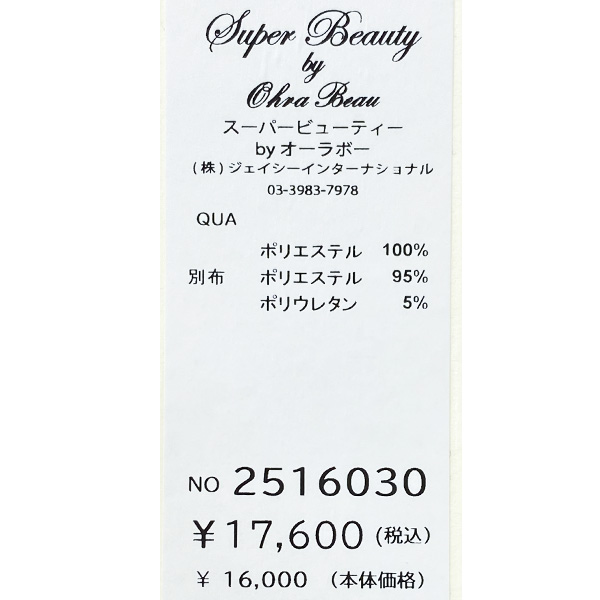 Super Beauty
by
Ohra Beau
スーパービューティー
by オーラボー
(株)ジェイシーインターナショナル
03-3983-7978
QUA
ポリエステル 100%
別布 ポリエステル 95%
ポリウレタン 5%
NO 2516030
¥17,600 (税込)
¥ 16,000 (本体価格)